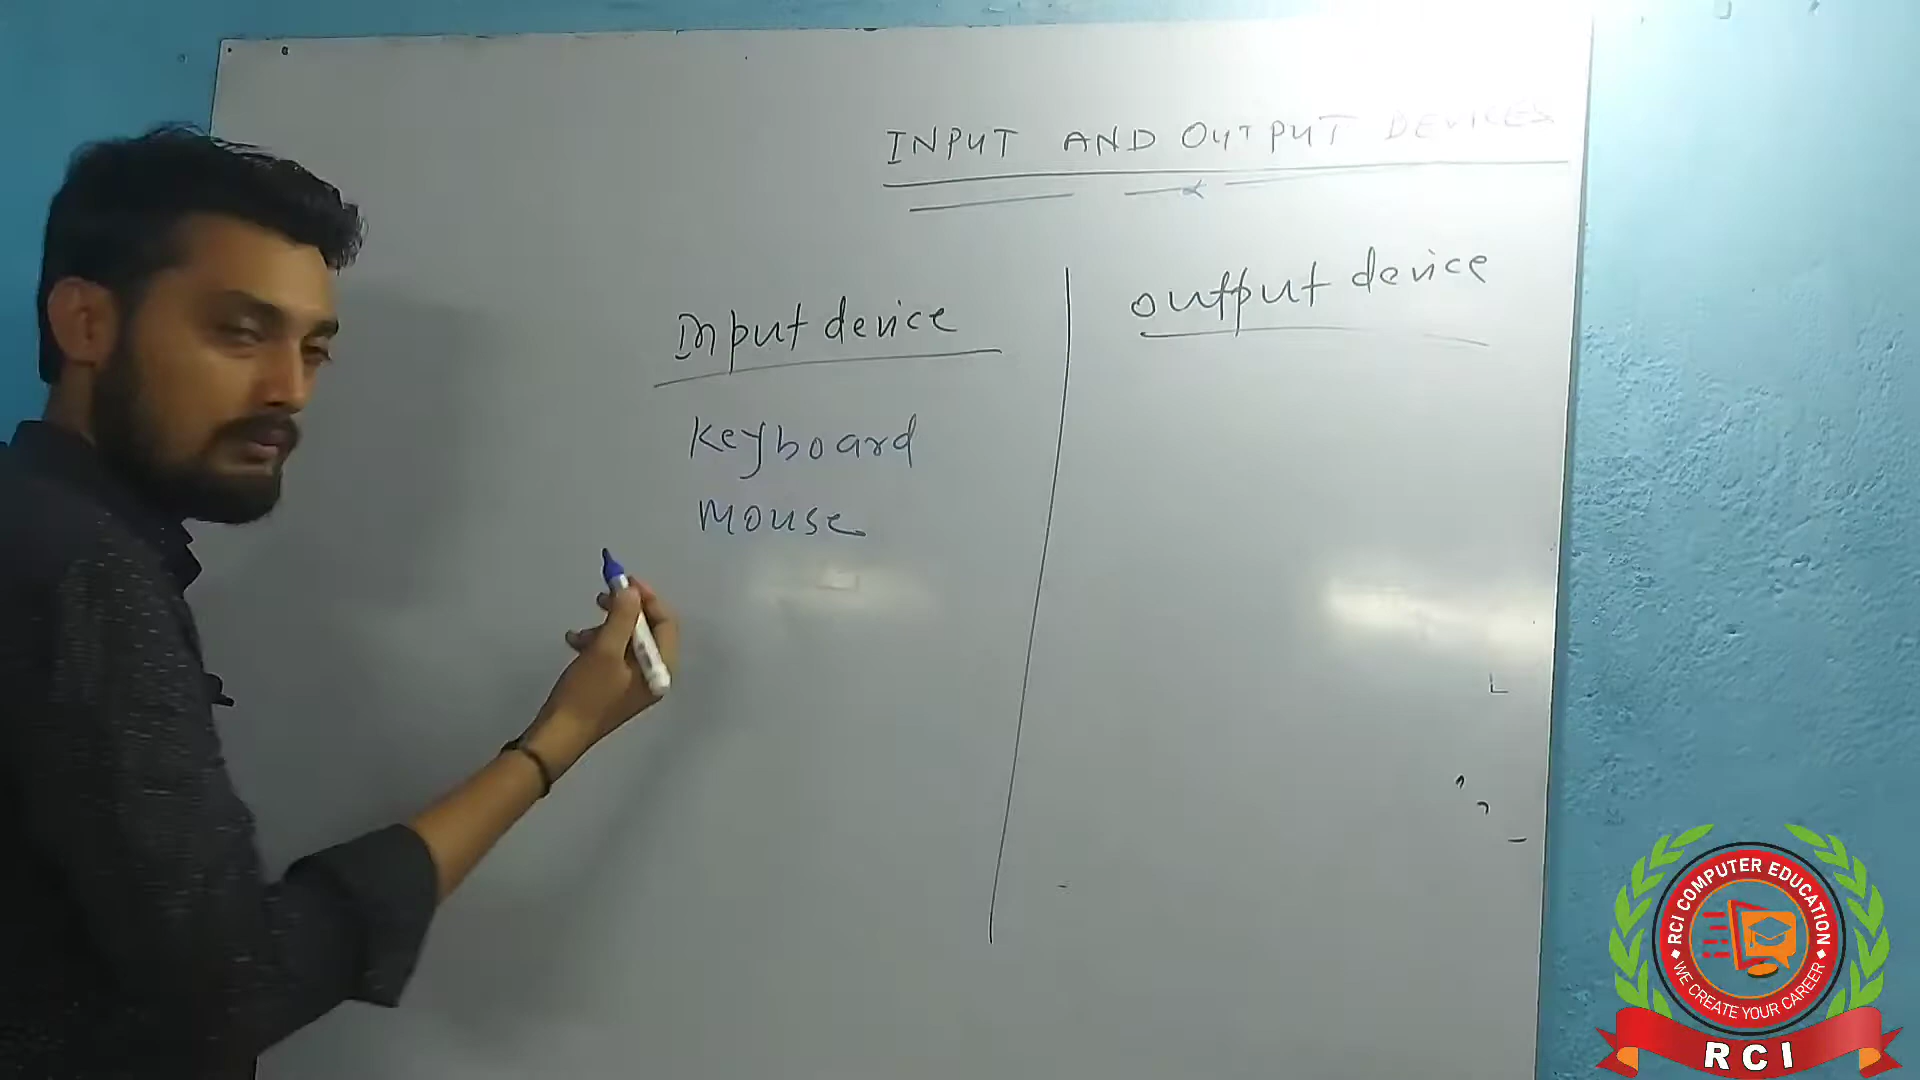 INPUT AND OUTPUT DEVICES
Input device
output device
Keyboard
Mouse
RCI COMPUTER EDUCATION
WE CREATE YOUR CAREER
RCI